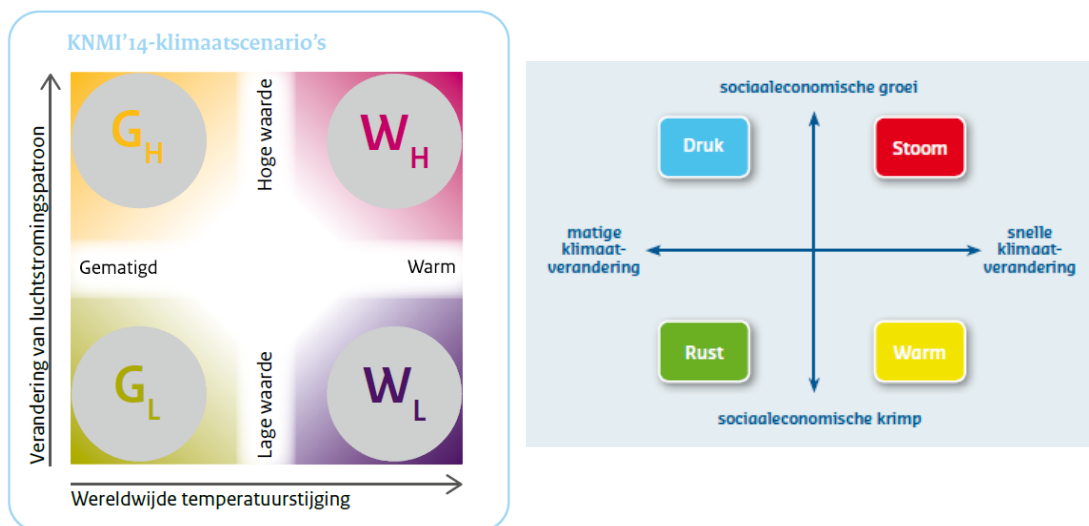 KNMI’14-klimaatscenario’s
Verandering van luchtstromingspatroon
GH
Hoge waarde
WH
Gematigd
Warm
GL
Lage waarde
WL
Wereldwijde temperatuurstijging
sociaaleconomische groei
Druk
Stoom
matige
klimaat-
verandering
snelle
klimaat-
verandering
Rust
Warm
sociaaleconomische krimp